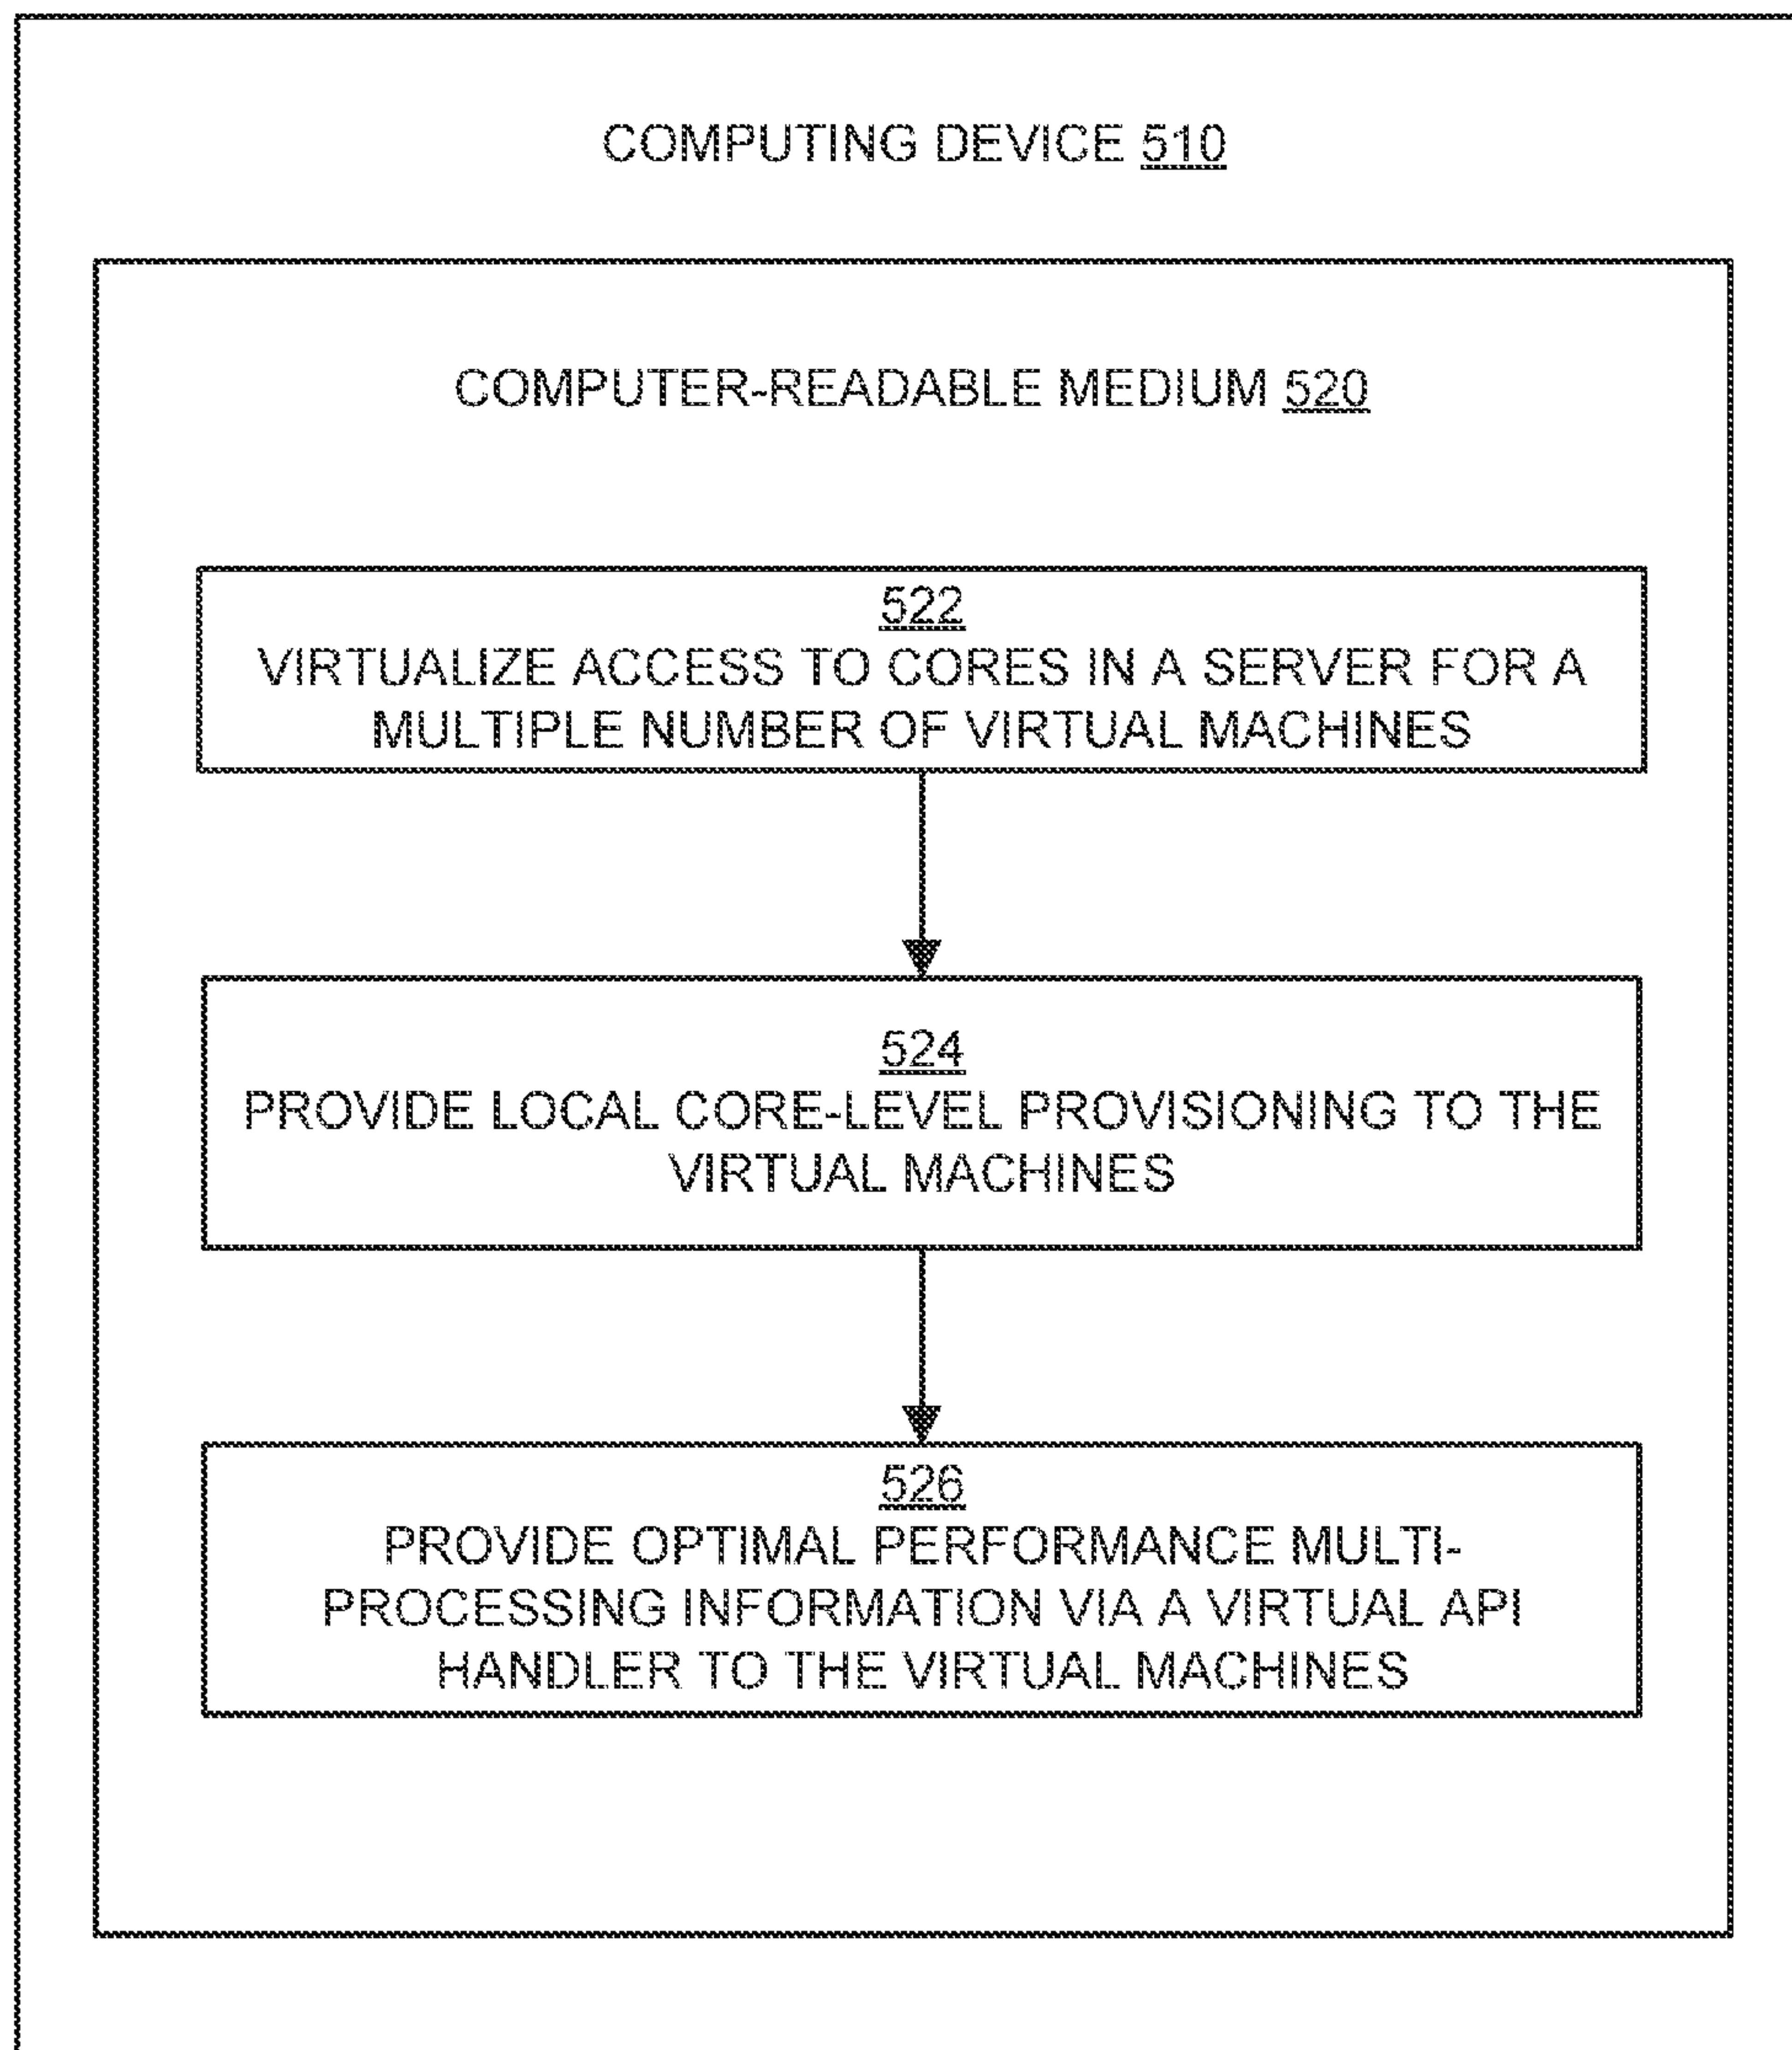 COMPUTING DEVICE 510
COMPUTER-READABLE MEDIUM 520
522
VIRTUALIZE ACCESS TO CORES IN A SERVER FOR A
MULTIPLE NUMBER OF VIRTUAL MACHINES
524
PROVIDE LOCAL CORE-LEVEL PROVISIONING TO THE
VIRTUAL MACHINES
526
PROVIDE OPTIMAL PERFORMANCE MULTI-
PROCESSING INFORMATION VIA A VIRTUAL API
HANDLER TO THE VIRTUAL MACHINES